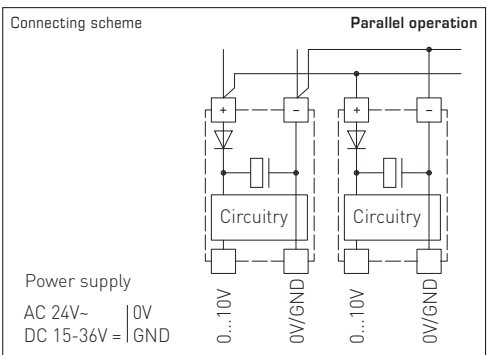 Connecting scheme
Parallel operation
+ – + –
Circuitry
Circuitry
Power supply
AC 24V~ 0V
DC 15-36V = GND
0...10V
0V/GND
0...10V
0V/GND